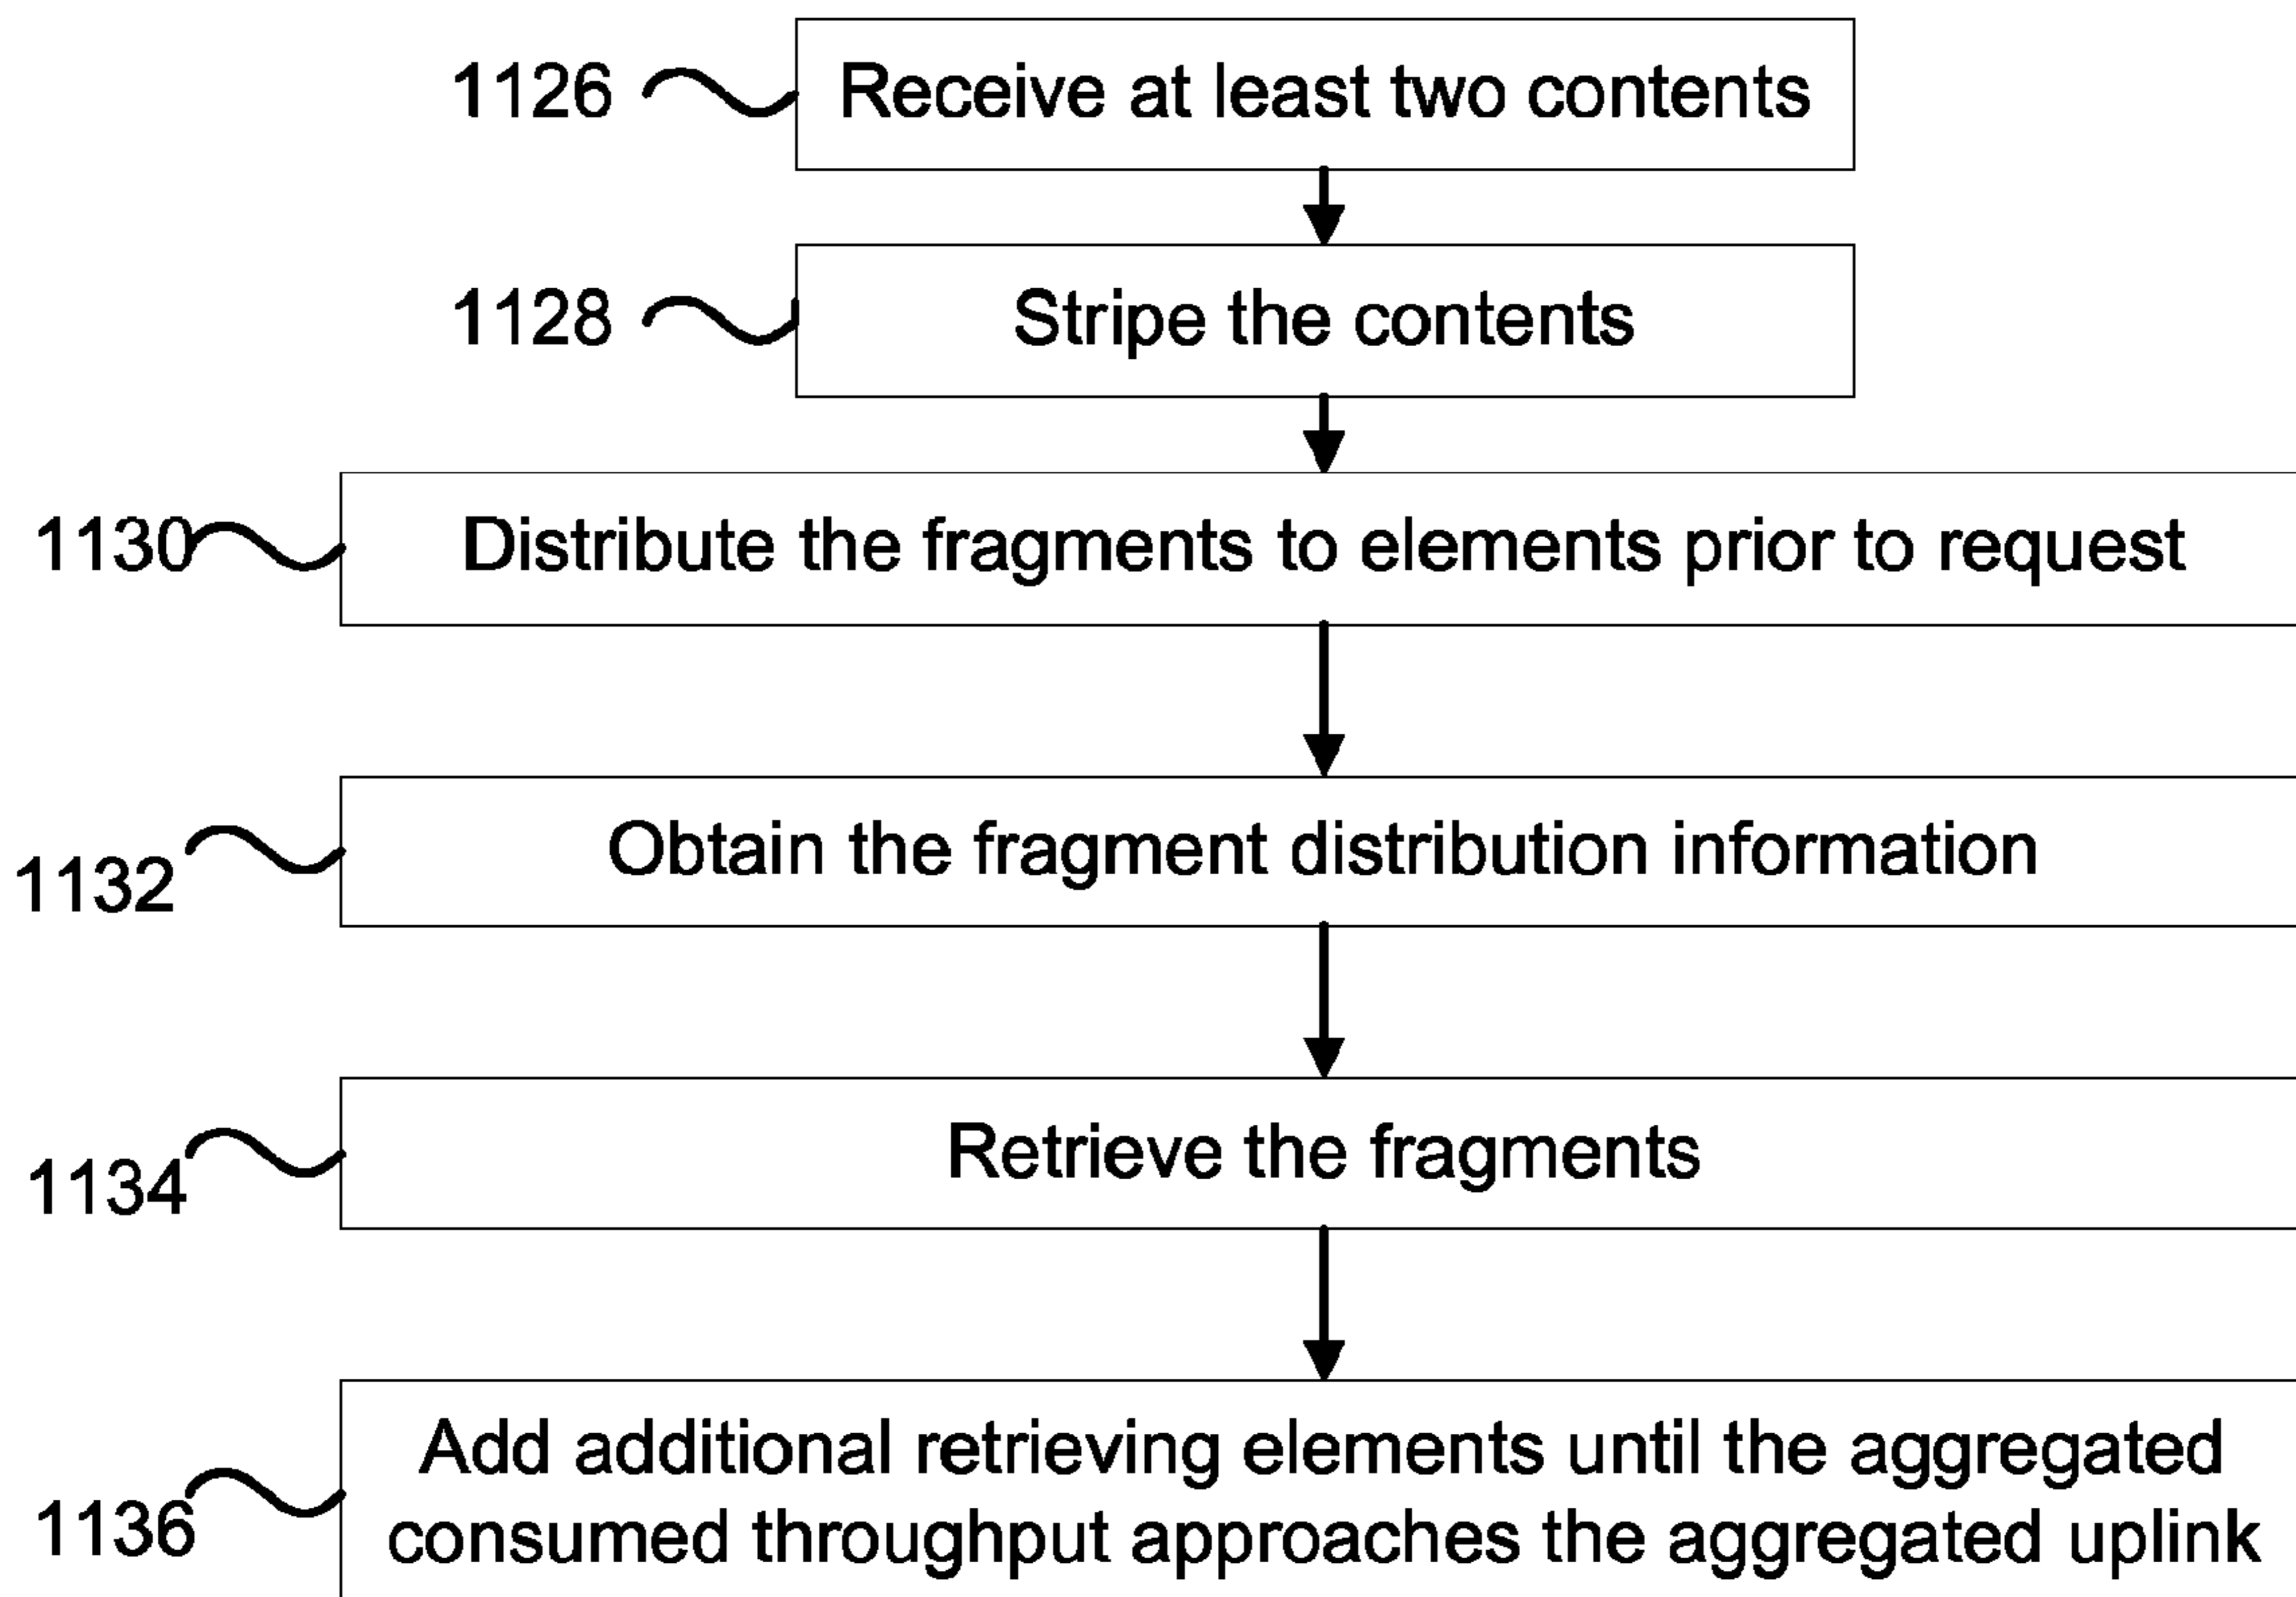 1126 Receive at least two contents
1128 Stripe the contents
1130 Distribute the fragments to elements prior to request
1132 Obtain the fragment distribution information
1134 Retrieve the fragments
1136 Add additional retrieving elements until the aggregated
consumed throughput approaches the aggregated uplink